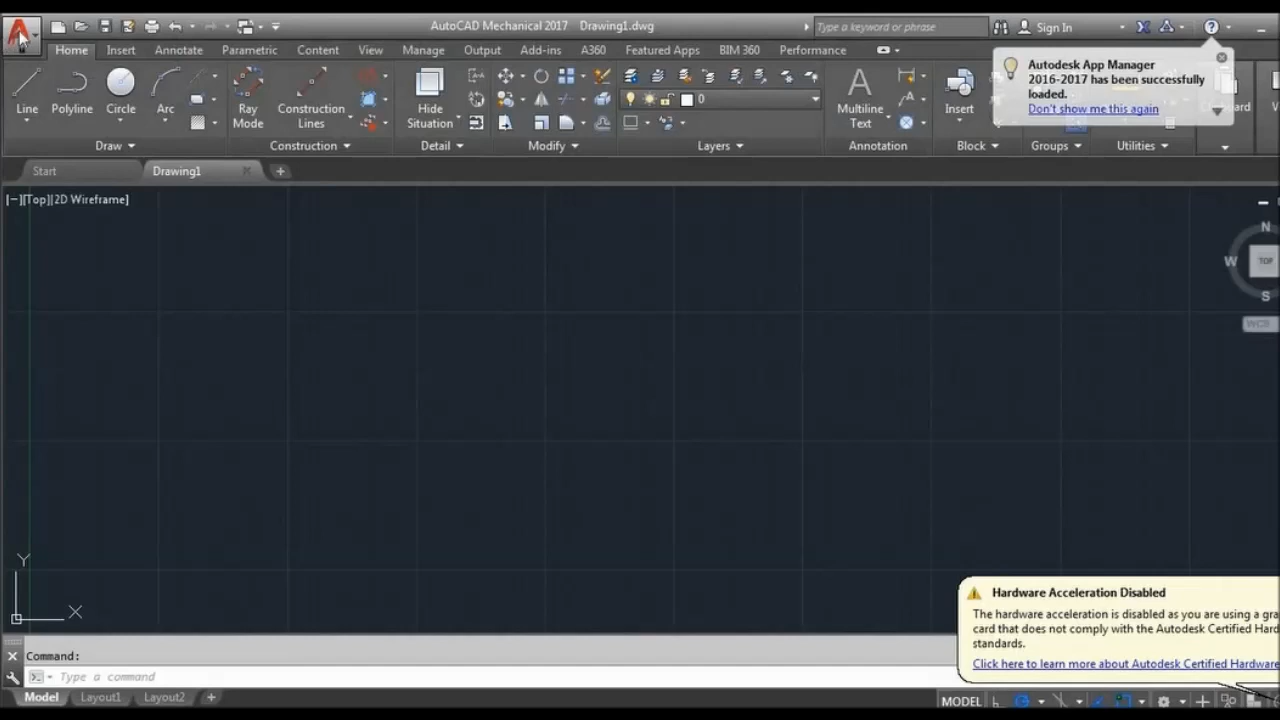 AutoCAD Mechanical 2017 Drawing1.dwg
Type a keyword or phrase
Sign In
Home Insert Annotate Parametric Content View Manage Output Add-ins A360 Featured Apps BIM 360 Performance
Autodesk App Manager
2016-2017 has been successfully
loaded.
Don't show me this again
Line Polyline Circle Arc
Ray
Mode
Construction
Lines
Hide
Situation
0
Multiline
Text
Insert
Draw Construction Detail Modify Layers Annotation Block Groups Utilities
Start Drawing1
[−][Top][2D Wireframe]
N
W
TOP
S
WCS
Y
X
Hardware Acceleration Disabled
The hardware acceleration is disabled as you are using a gra
card that does not comply with the Autodesk Certified Hard
standards.
Click here to learn more about Autodesk Certified Hardware
Command:
Type a command
Model Layout1 Layout2
MODEL